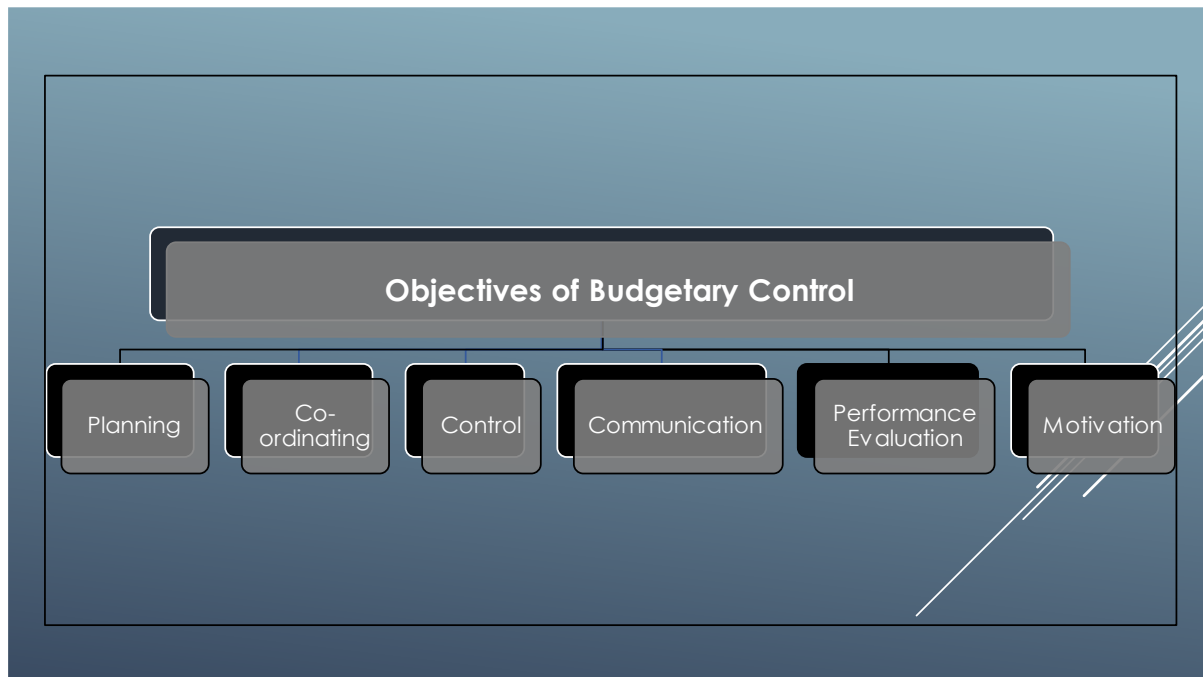 Objectives of Budgetary Control
Planning
Co-
ordinating
Control
Communication
Performance
Evaluation
Motivation